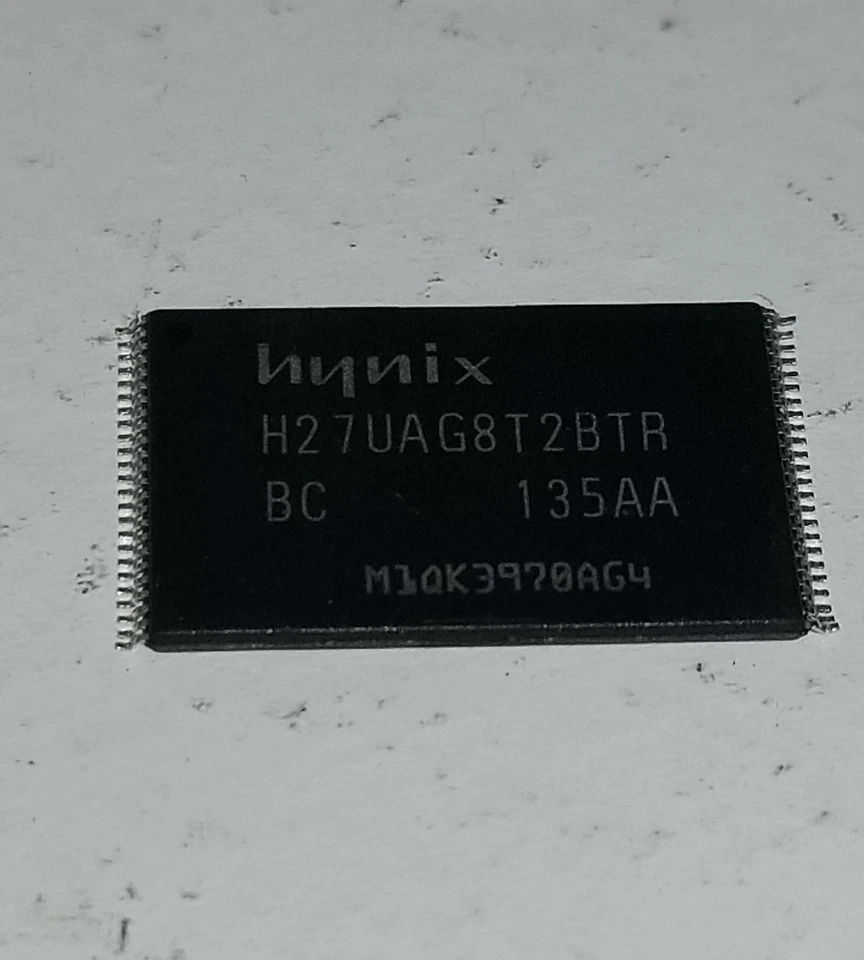 hynix
H27UAG8T2BTR
BC 135AA
M1QK3970AG4